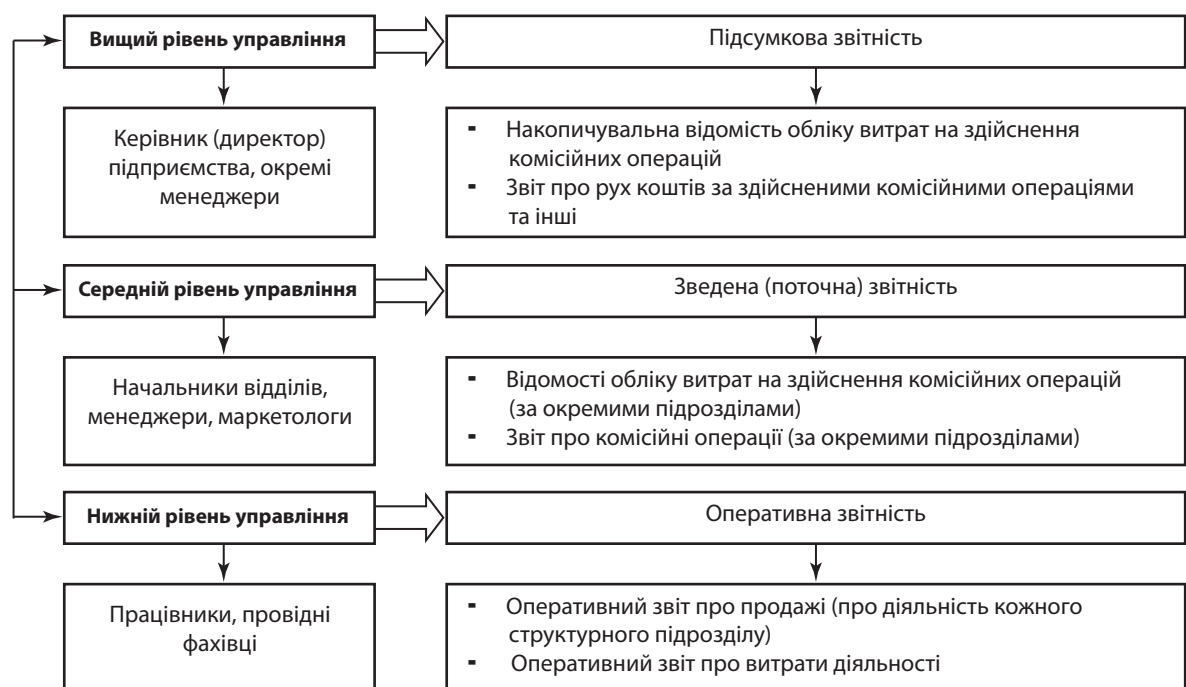 Вищий рівень управління
Підсумкова звітність
Керівник (директор)
підприємства, окремі
менеджери
- Накопичувальна відомість обліку витрат на здійснення
комісійних операцій
- Звіт про рух коштів за здійсненими комісійними операціями
та інші
Середній рівень управління
Зведена (поточна) звітність
Начальники відділів,
менеджери, маркетологи
- Відомості обліку витрат на здійснення комісійних операцій
(за окремими підрозділами)
- Звіт про комісійні операції (за окремими підрозділами)
Нижній рівень управління
Оперативна звітність
Працівники, провідні
фахівці
- Оперативний звіт про продажі (про діяльність кожного
структурного підрозділу)
- Оперативний звіт про витрати діяльності